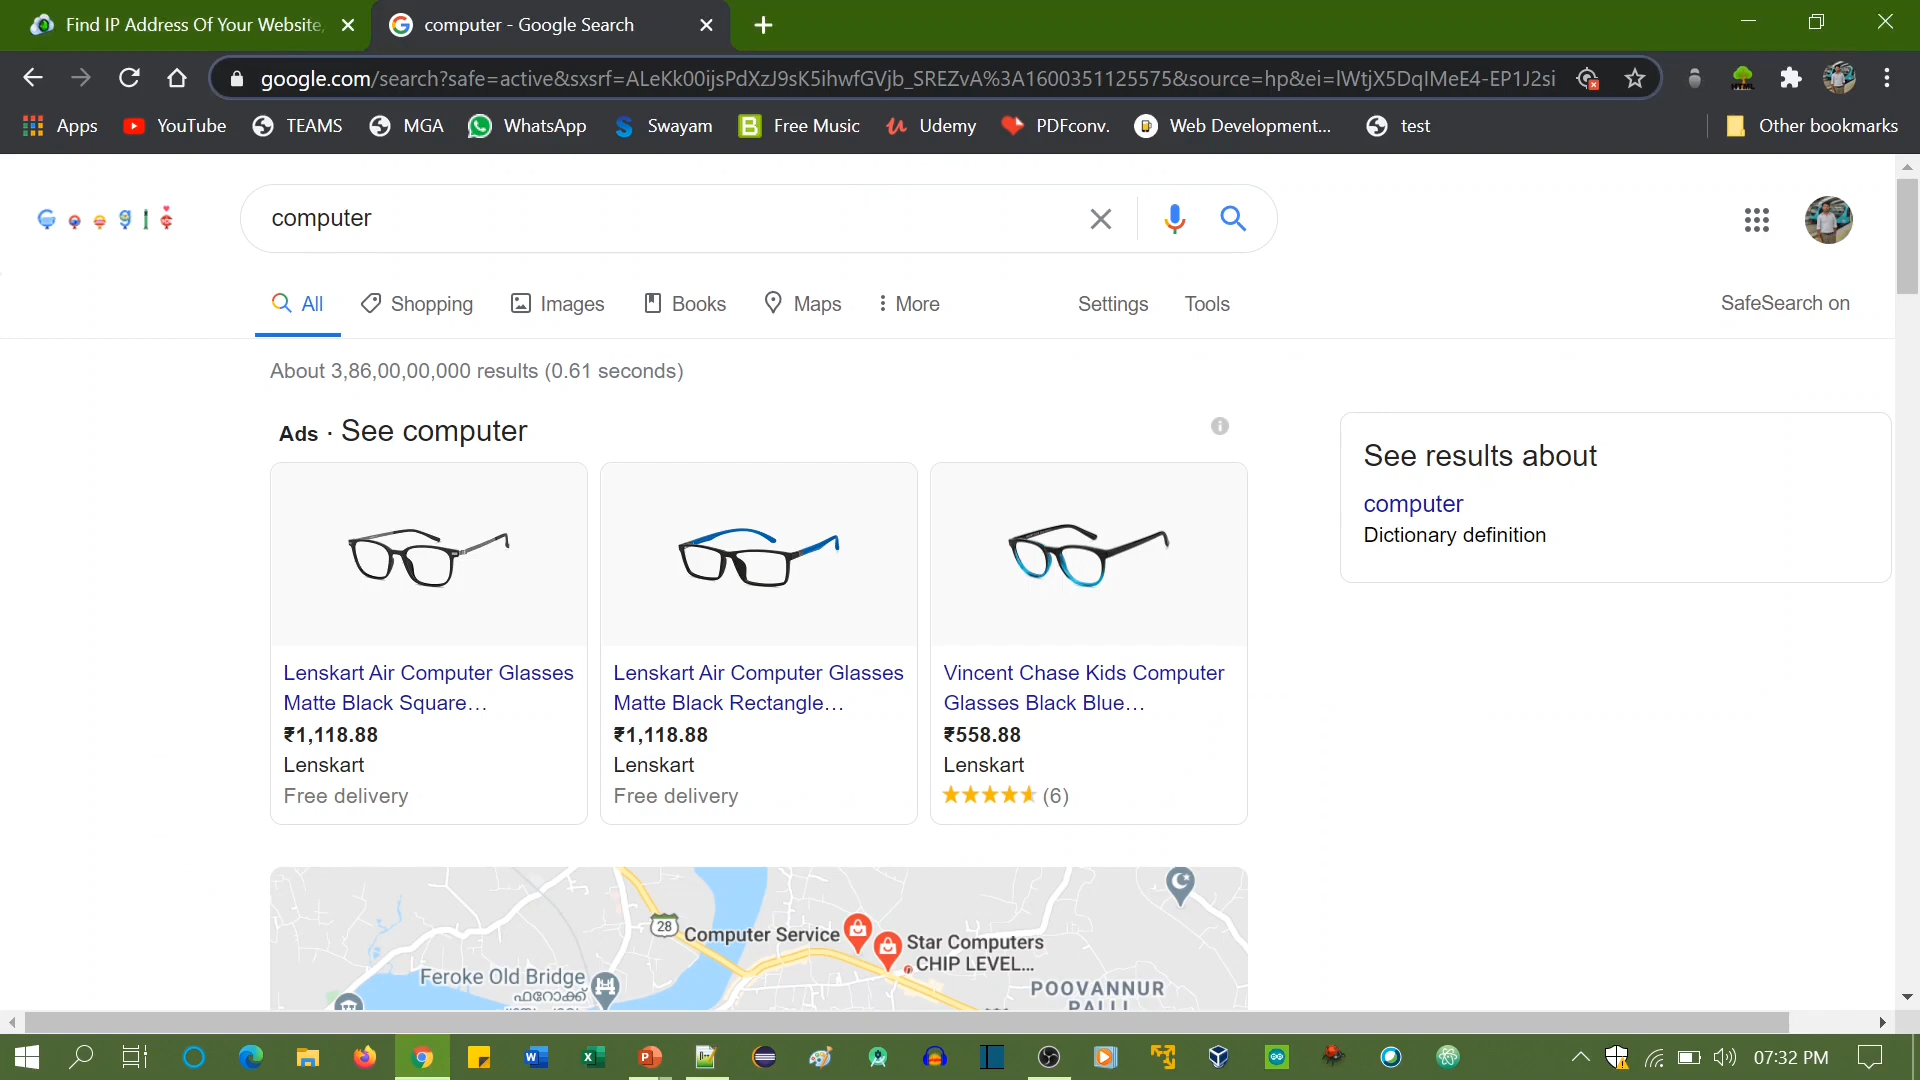 Find IP Address Of Your Website,
computer - Google Search
google.com/search?safe=active&sxsrf=ALeKk00ijsPdXzJ9sK5ihwfGVjb_SREZvA%3A1600351125575&source=hp&ei=lWtjX5DqIMeE4-EP1J2si
Apps
YouTube
TEAMS
MGA
WhatsApp
Swayam
Free Music
Udemy
PDFconv.
Web Development...
test
Other bookmarks
Google
computer
All
Shopping
Images
Books
Maps
More
Settings
Tools
SafeSearch on
About 3,86,00,00,000 results (0.61 seconds)
Ads · See computer
See results about
computer
Dictionary definition
Lenskart Air Computer Glasses
Matte Black Square…
₹1,118.88
Lenskart
Free delivery
Lenskart Air Computer Glasses
Matte Black Rectangle…
₹1,118.88
Lenskart
Free delivery
Vincent Chase Kids Computer
Glasses Black Blue…
₹558.88
Lenskart
(6)
28
Computer Service
Star Computers
CHIP LEVEL...
Feroke Old Bridge
ഫറോക്ക്
POOVANNUR
PALLI
07:32 PM